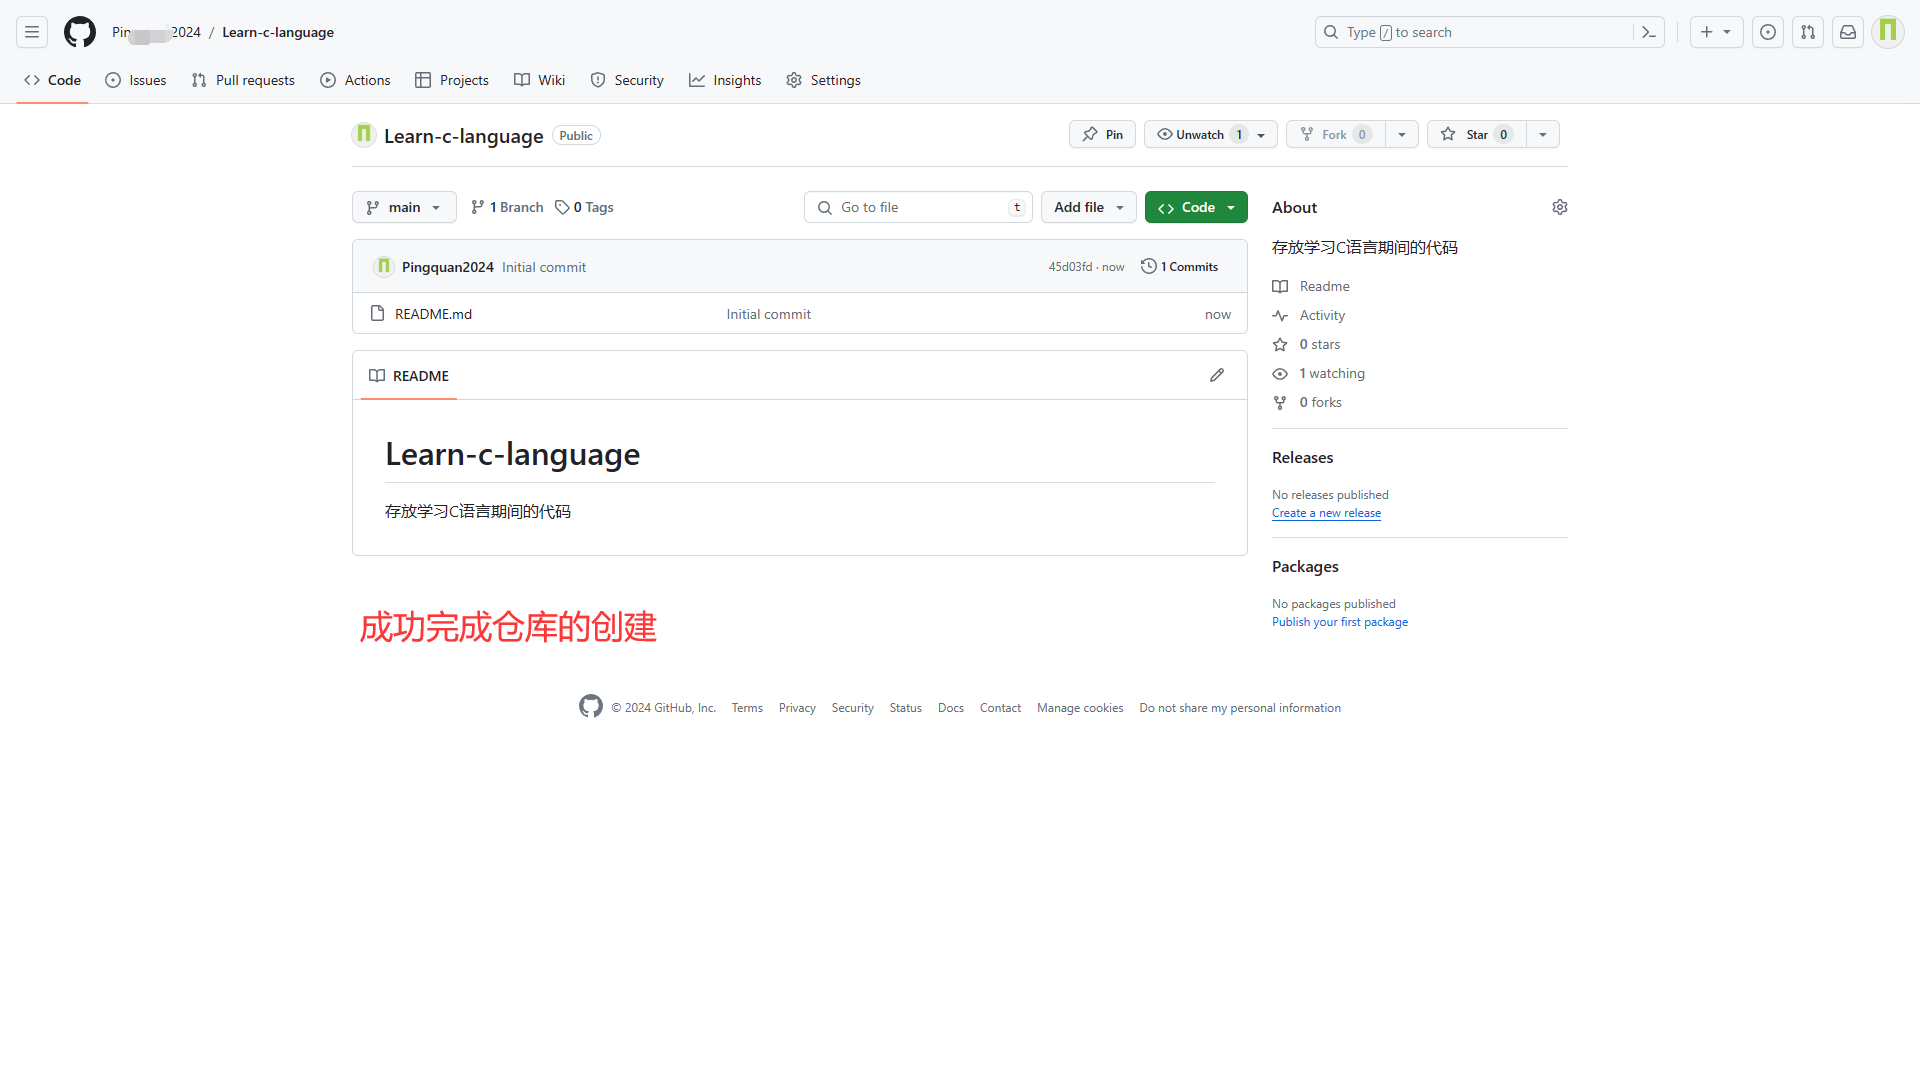 2024 / Learn-c-language
Type / to search
Code Issues Pull requests Actions Projects Wiki Security Insights Settings
Learn-c-language Public
Pin Unwatch 1 Fork 0 Star 0
main 1 Branch 0 Tags Go to file t Add file Code
Pingquan2024 Initial commit 45d03fd · now 1 Commits
README.md Initial commit now
README
Learn-c-language
存放学习C语言期间的代码
成功完成仓库的创建
About
存放学习C语言期间的代码
Readme
Activity
0 stars
1 watching
0 forks
Releases
No releases published
Create a new release
Packages
No packages published
Publish your first package
© 2024 GitHub, Inc. Terms Privacy Security Status Docs Contact Manage cookies Do not share my personal information